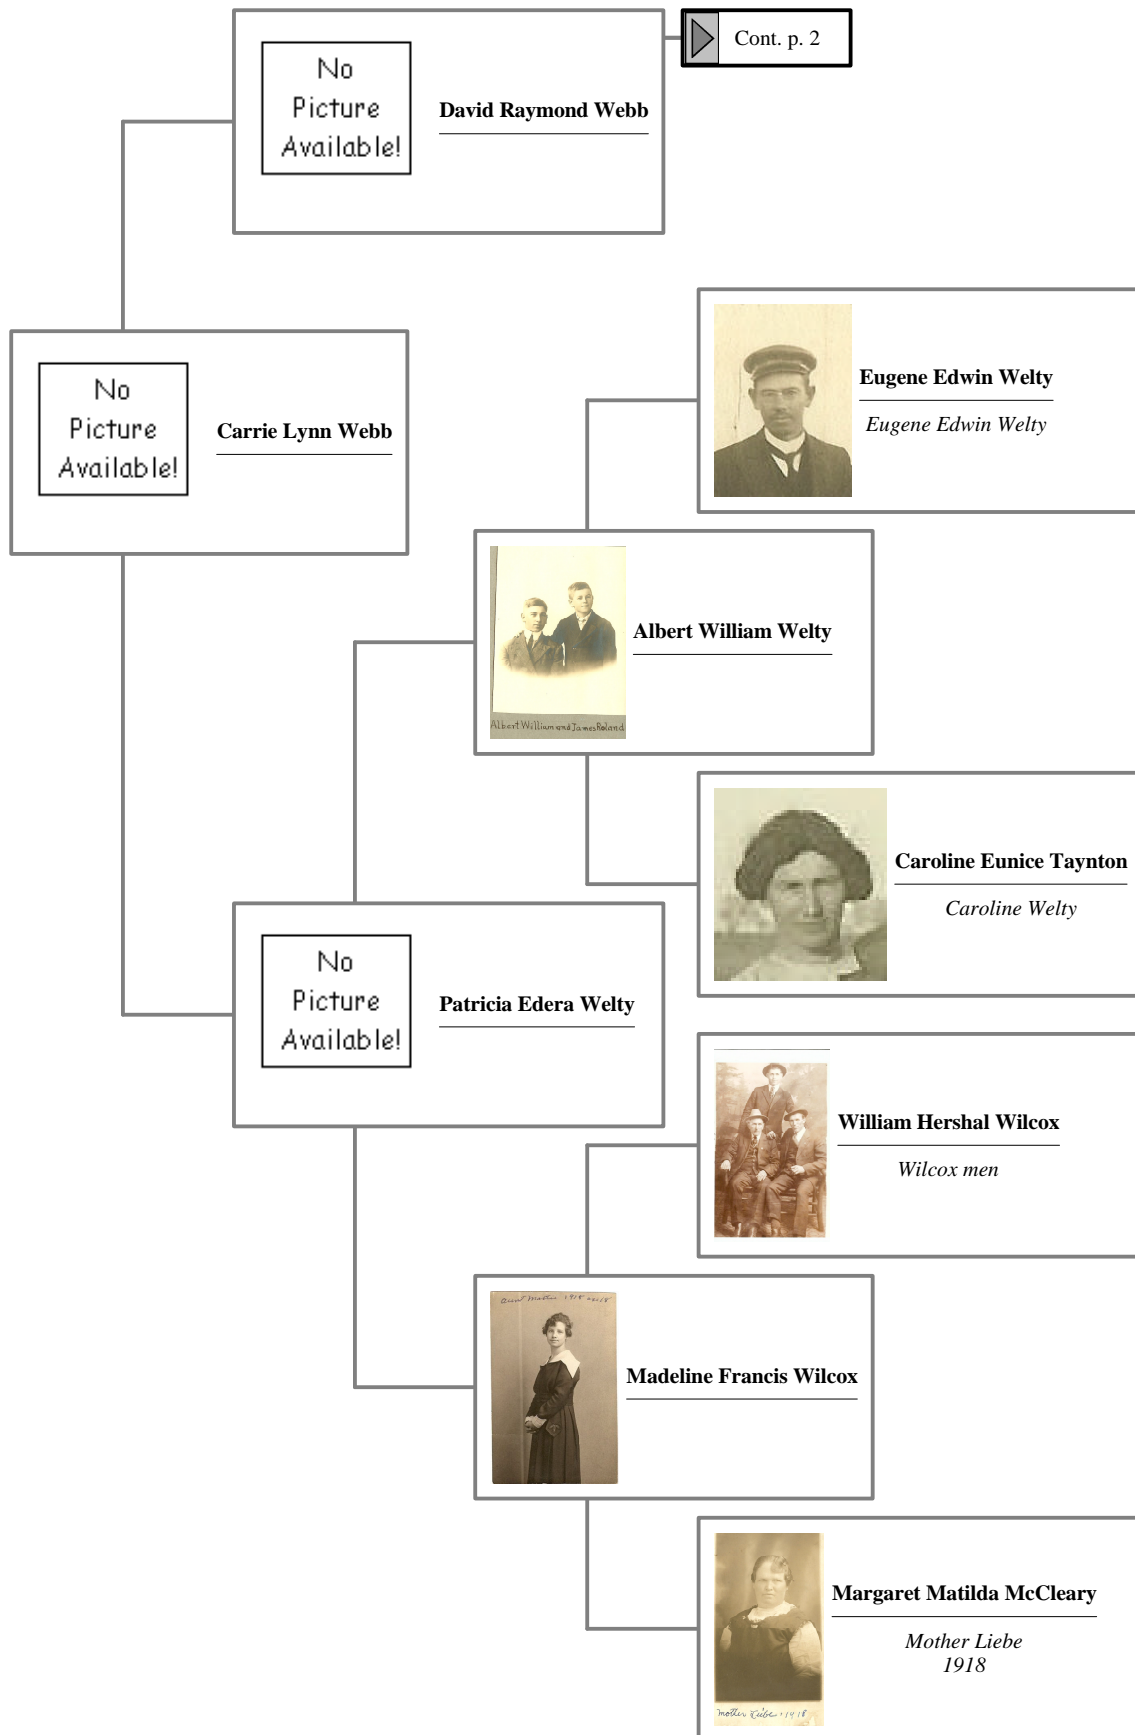 Cont. p. 2
No
Picture
Available!
David Raymond Webb
Eugene Edwin Welty
Eugene Edwin Welty
No
Picture
Available!
Carrie Lynn Webb
Albert William Welty
Albert William and James Roland
Caroline Eunice Taynton
Caroline Welty
No
Picture
Available!
Patricia Edera Welty
William Hershal Wilcox
Wilcox men
Aunt 1918
Madeline Francis Wilcox
Margaret Matilda McCleary
Mother Liebe
1918
Mother Liebe · 1918